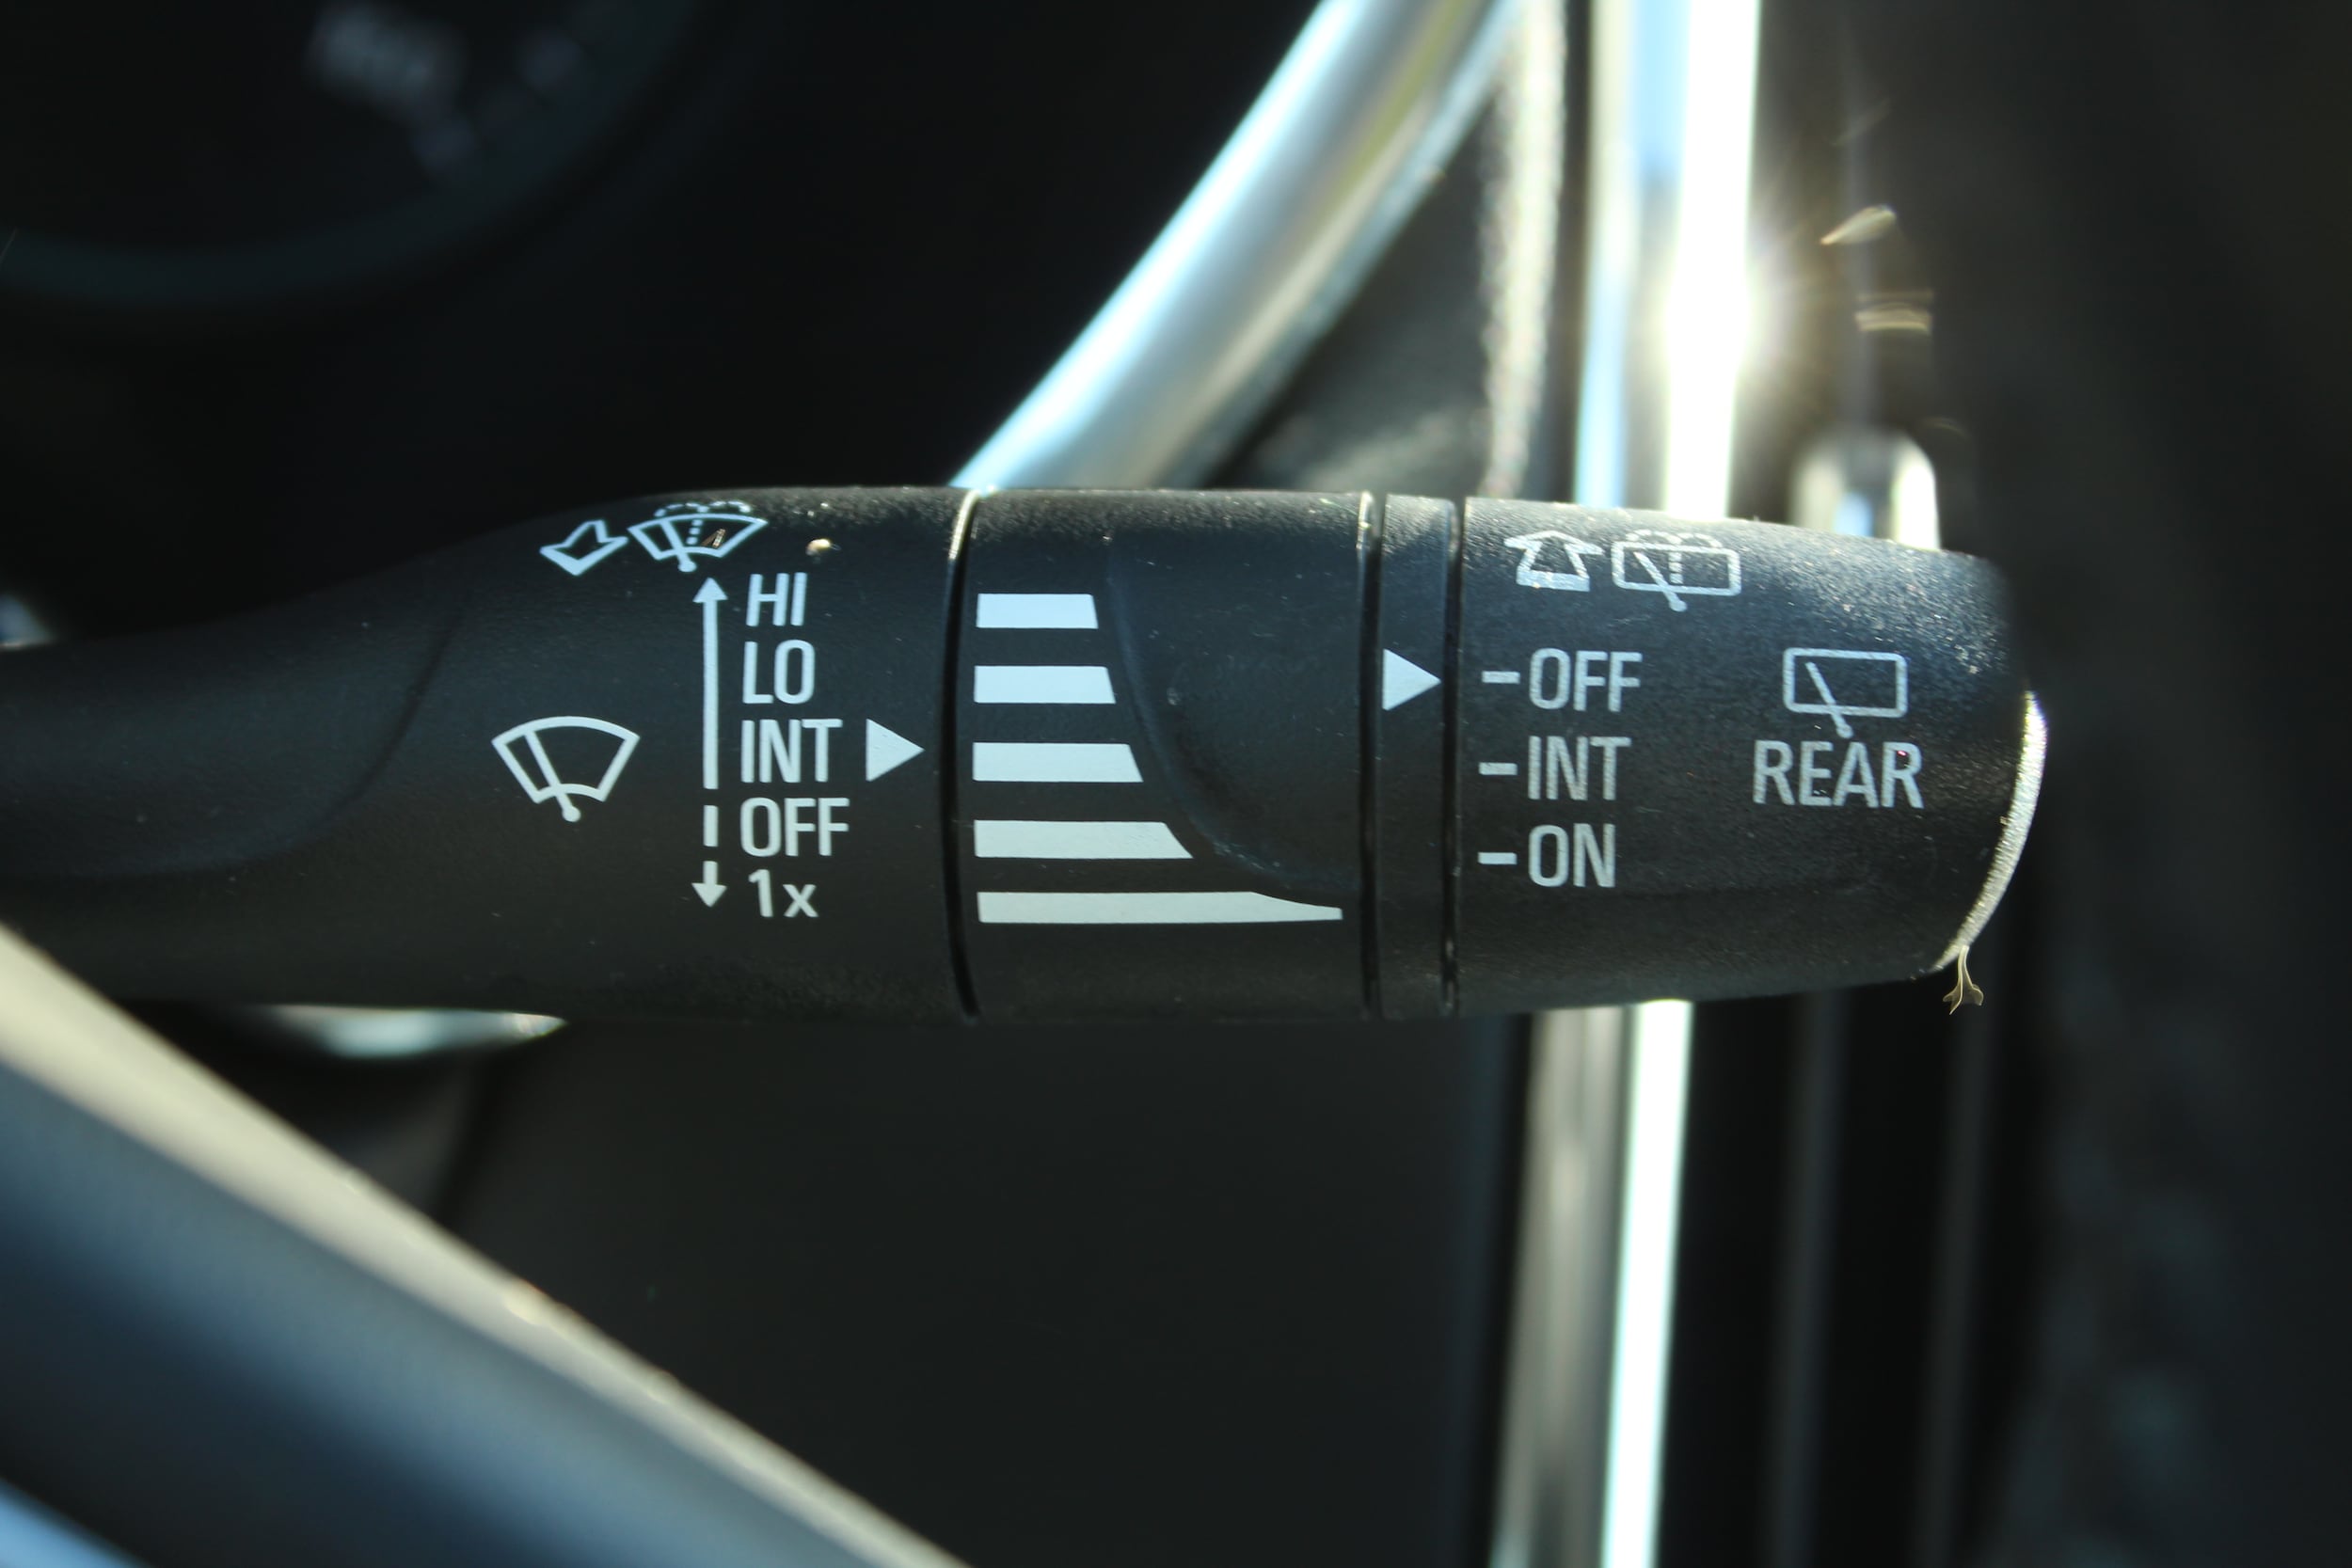 HI
LO
INT
OFF
1x
-OFF
-INT
-ON
REAR